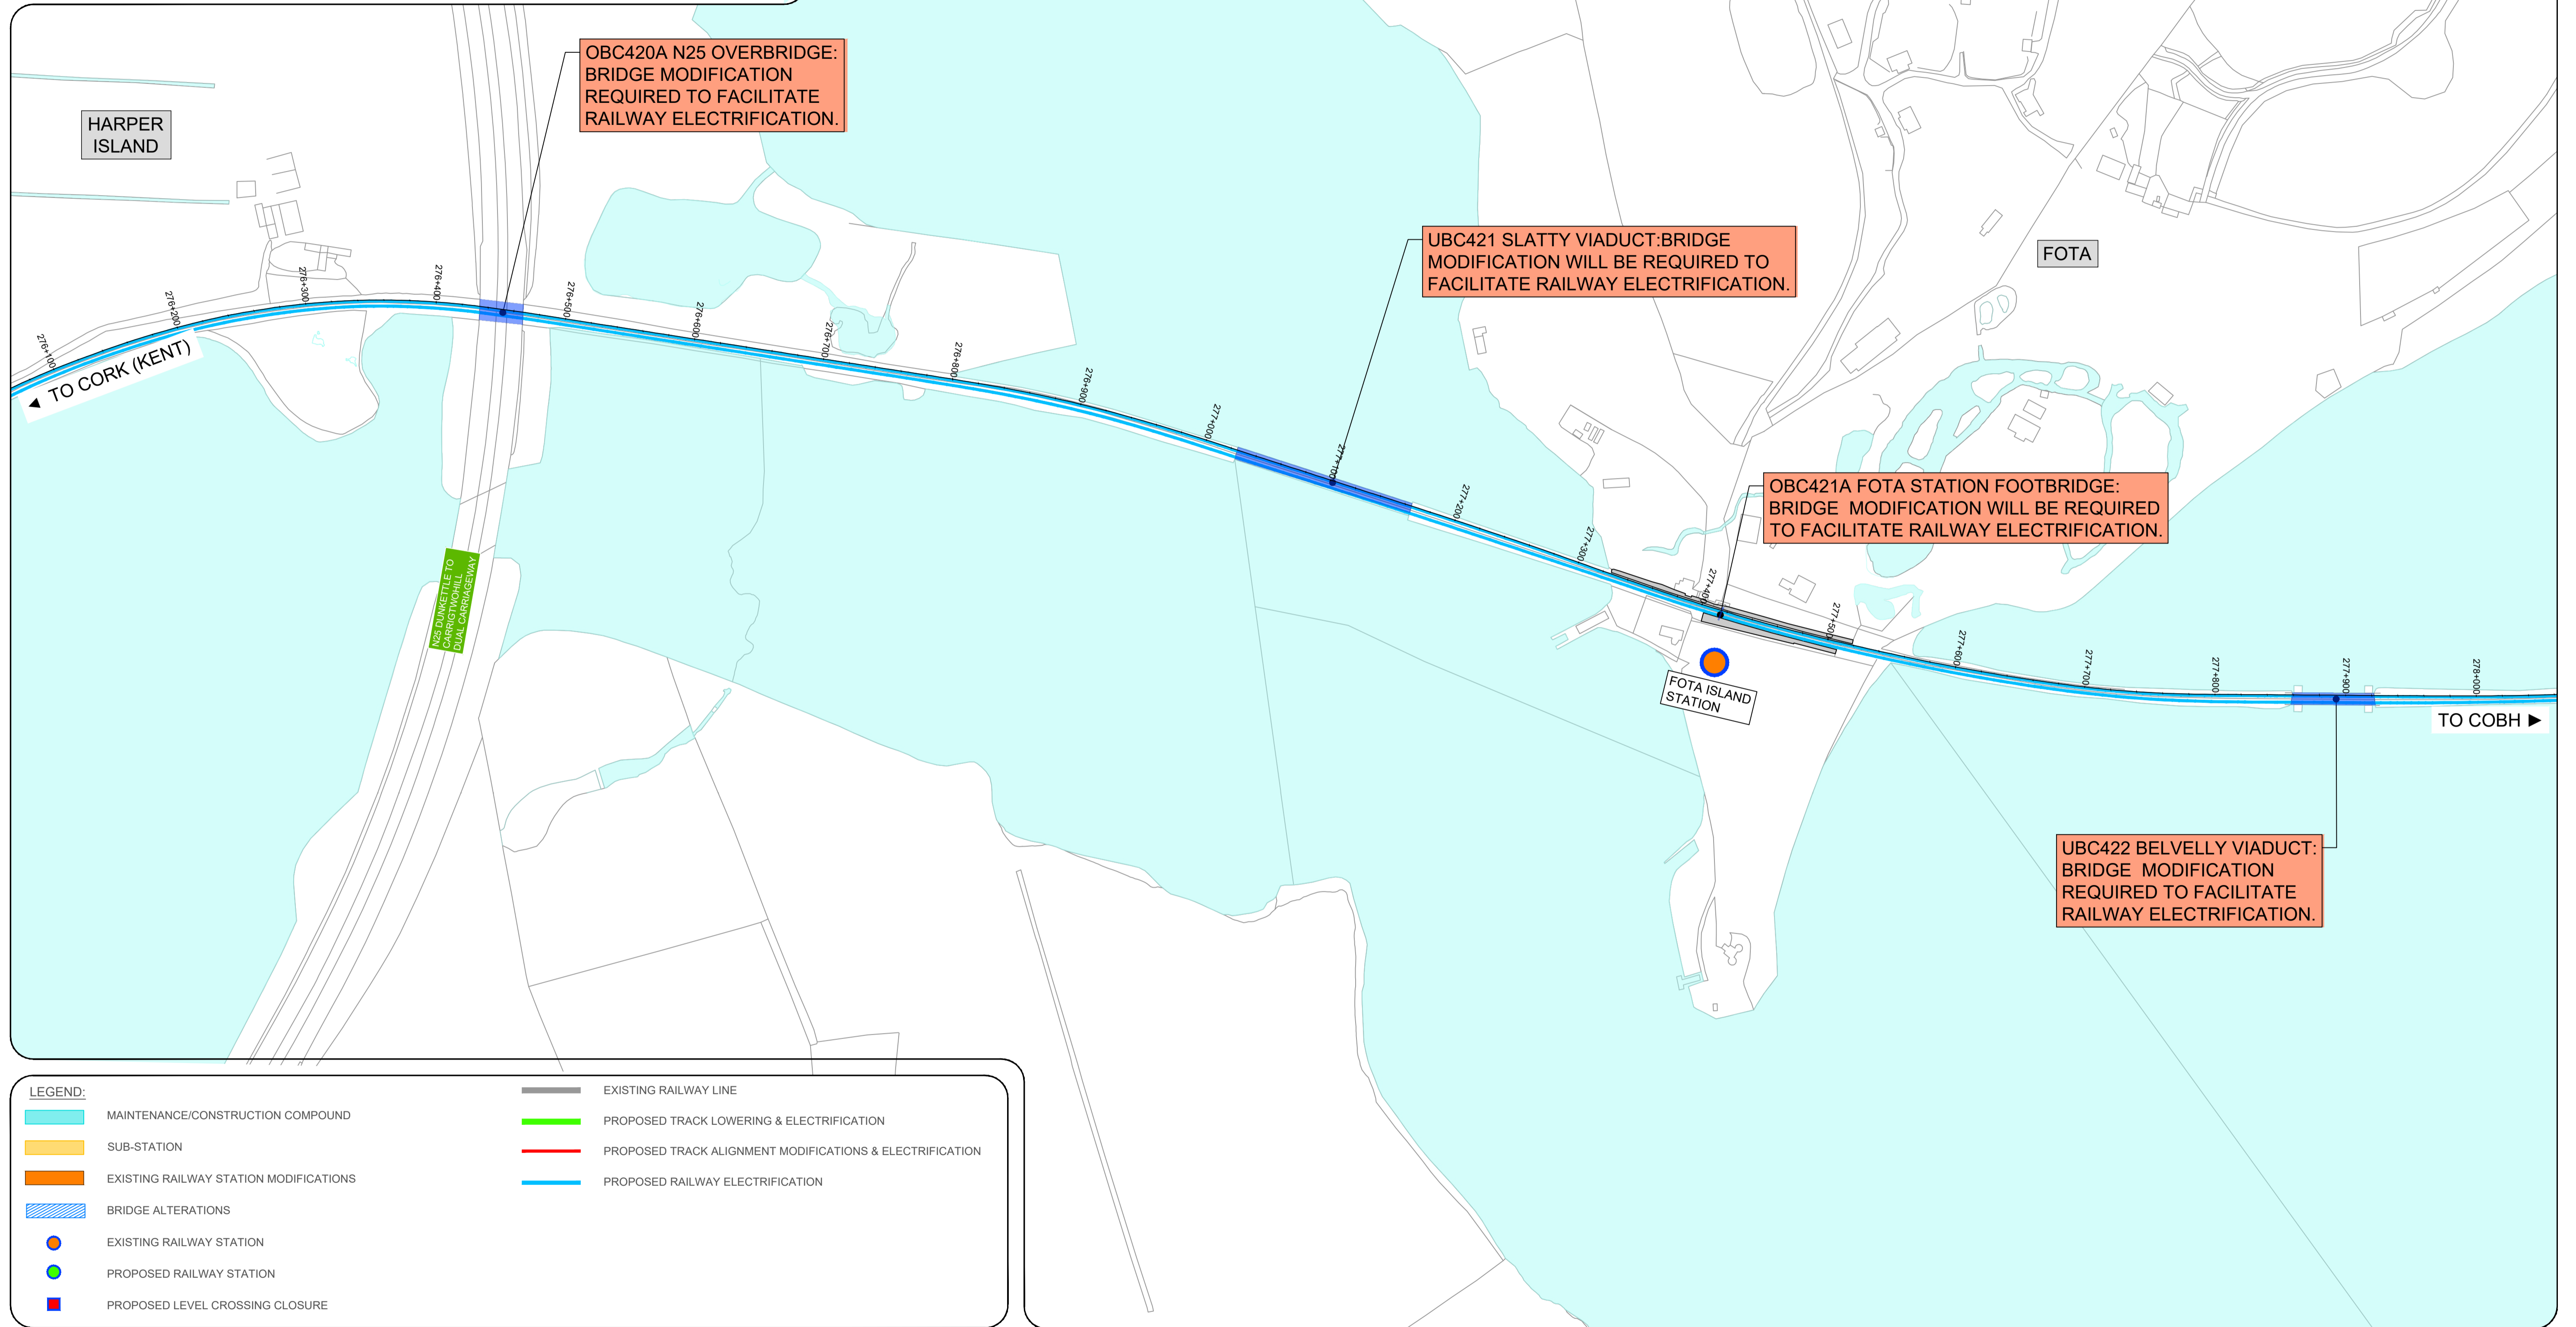 OBC420A N25 OVERBRIDGE:
BRIDGE MODIFICATION
REQUIRED TO FACILITATE
RAILWAY ELECTRIFICATION.
HARPER
ISLAND
UBC421 SLATTY VIADUCT:BRIDGE
MODIFICATION WILL BE REQUIRED TO
FACILITATE RAILWAY ELECTRIFICATION.
FOTA
276+100
276+200
276+300
276+400
276+500
276+600
276+700
276+800
276+900
277+000
277+100
277+200
277+300
277+400
277+500
277+600
277+700
277+800
277+900
278+000
◄ TO CORK (KENT)
OBC421A FOTA STATION FOOTBRIDGE:
BRIDGE  MODIFICATION WILL BE REQUIRED
TO FACILITATE RAILWAY ELECTRIFICATION.
N25 DUNKETTLE TO
CARRIGTWOHILL
DUAL CARRIAGEWAY
FOTA ISLAND
STATION
TO COBH ►
UBC422 BELVELLY VIADUCT:
BRIDGE  MODIFICATION
REQUIRED TO FACILITATE
RAILWAY ELECTRIFICATION.
LEGEND:
MAINTENANCE/CONSTRUCTION COMPOUND
SUB-STATION
EXISTING RAILWAY STATION MODIFICATIONS
BRIDGE ALTERATIONS
EXISTING RAILWAY STATION
PROPOSED RAILWAY STATION
PROPOSED LEVEL CROSSING CLOSURE
EXISTING RAILWAY LINE
PROPOSED TRACK LOWERING & ELECTRIFICATION
PROPOSED TRACK ALIGNMENT MODIFICATIONS & ELECTRIFICATION
PROPOSED RAILWAY ELECTRIFICATION